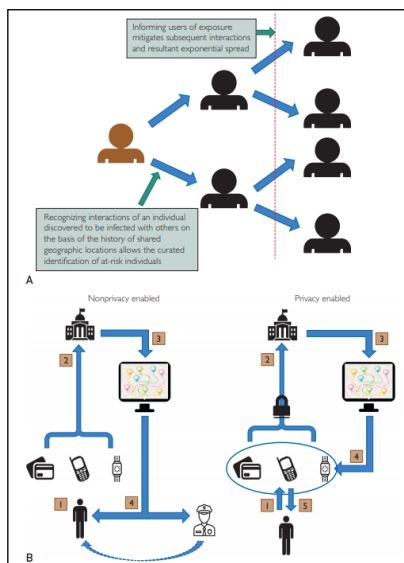 Informing users of exposure
mitigates subsequent interactions
and resultant exponential spread
Recognizing interactions of an individual
discovered to be infected with others on
the basis of the history of shared
geographic locations allows the curated
identification of at-risk individuals
A
Nonprivacy enabled
Privacy enabled
3
2
1
4
3
2
4
1
5
B